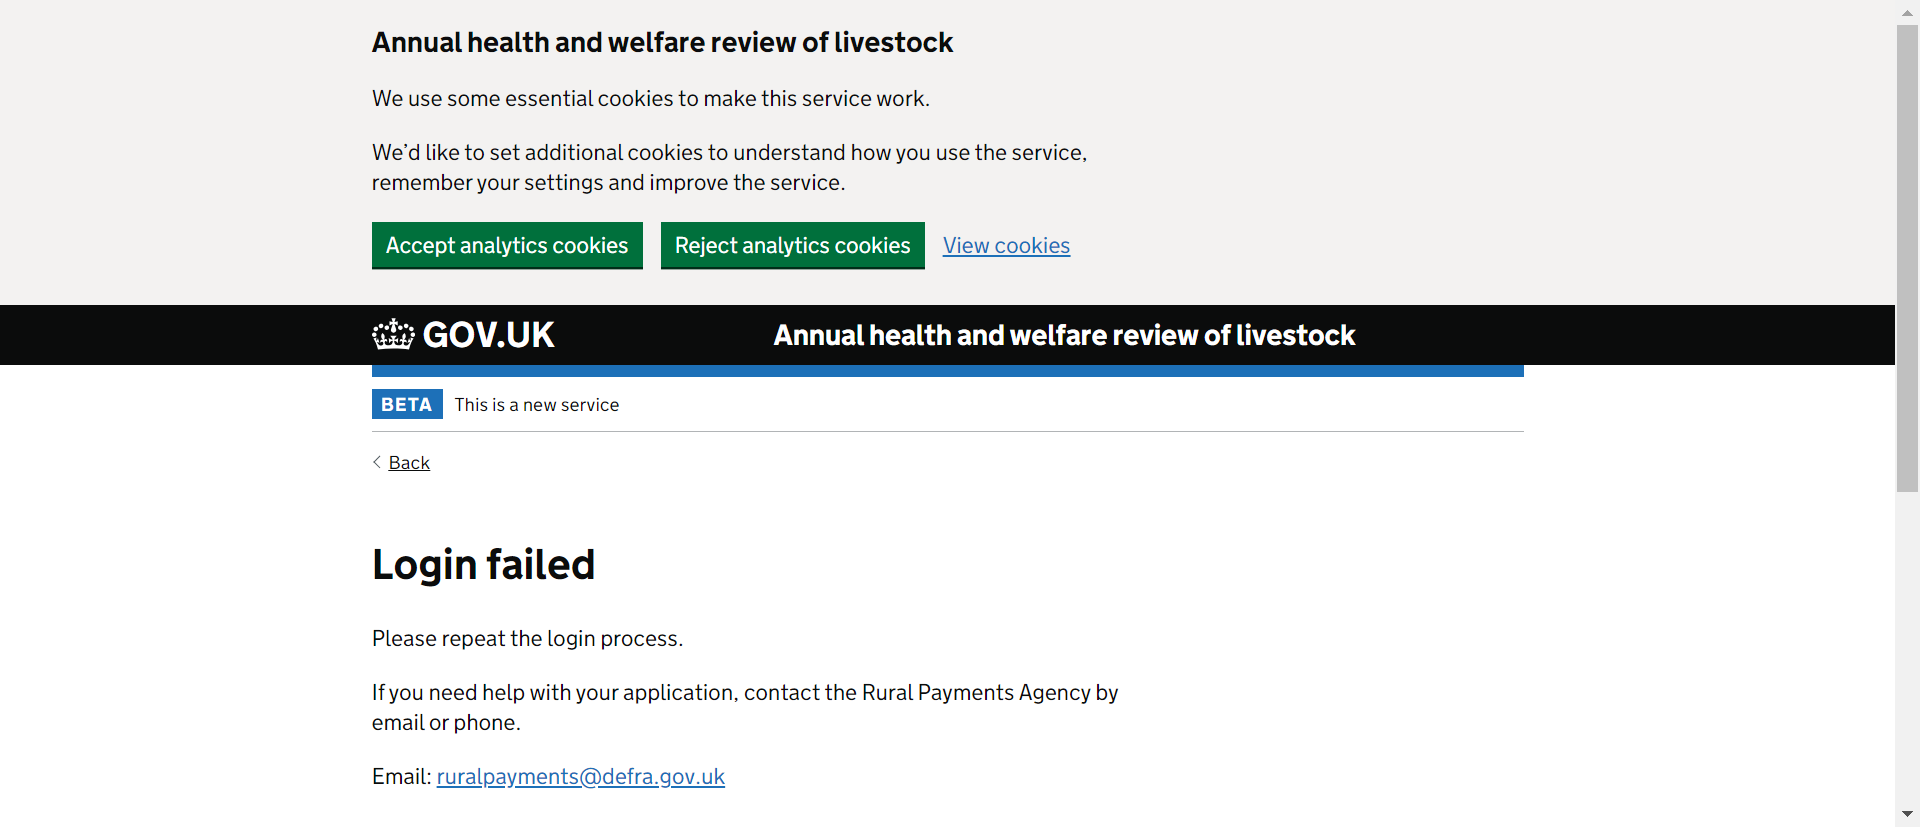 Annual health and welfare review of livestock
We use some essential cookies to make this service work.
We’d like to set additional cookies to understand how you use the service,
remember your settings and improve the service.
Accept analytics cookies Reject analytics cookies View cookies
GOV.UK Annual health and welfare review of livestock
BETA This is a new service
Back
Login failed
Please repeat the login process.
If you need help with your application, contact the Rural Payments Agency by
email or phone.
Email: ruralpayments@defra.gov.uk